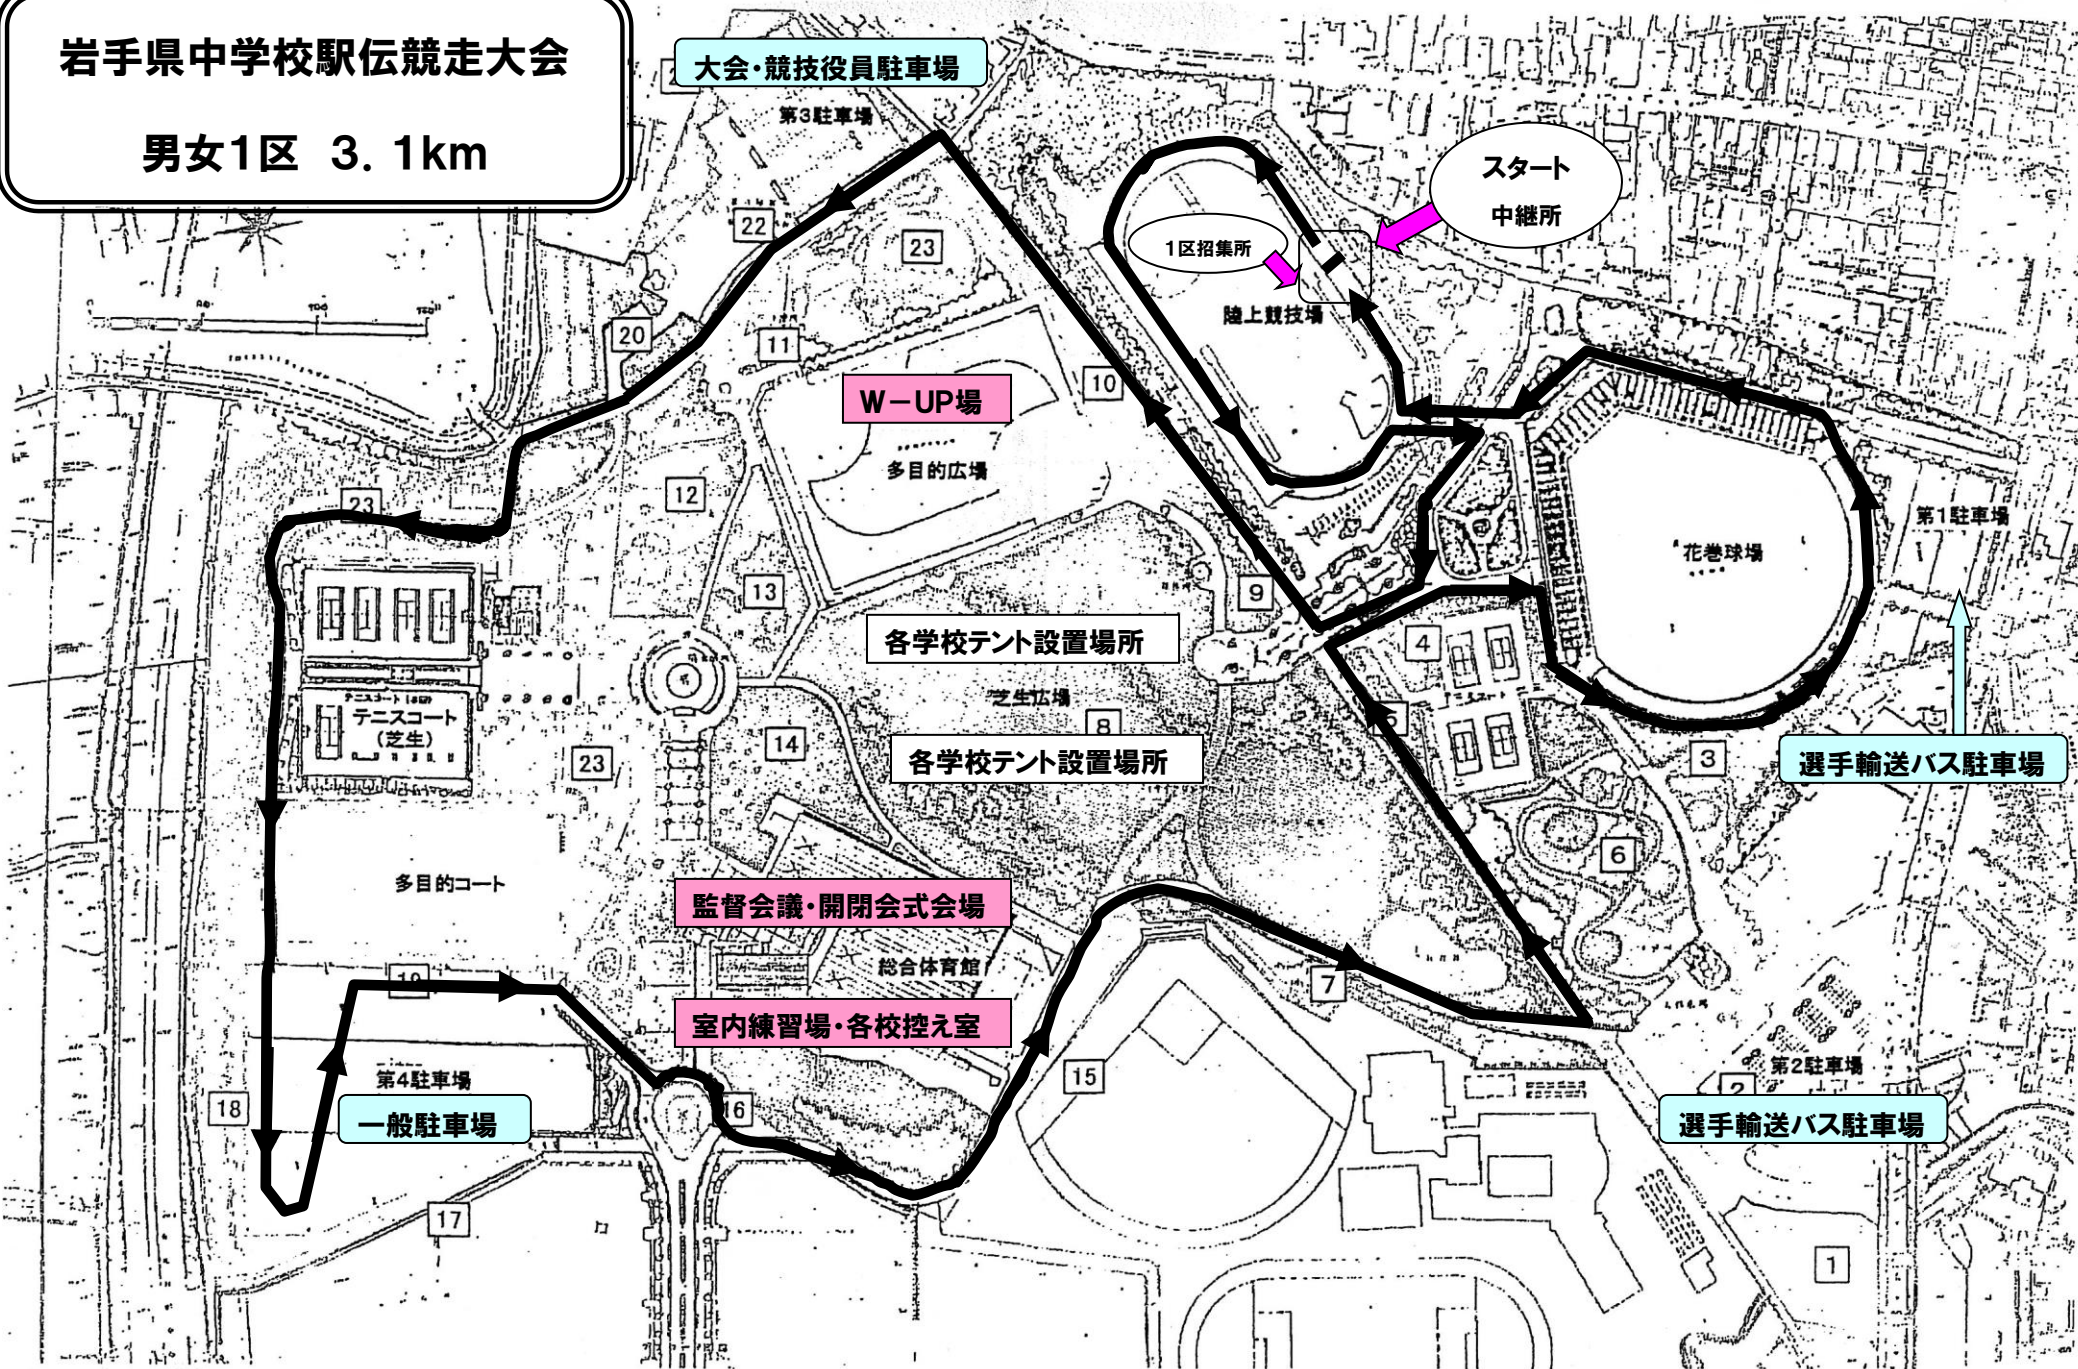 岩手県中学校駅伝競走大会
男女1区 3．1km
大会・競技役員駐車場
第3駐車場
スタート
中継所
1区招集所
陸上競技場
22
23
20
11
10
W－UP場
多目的広場
12
23
第1駐車場
花巻球場
13
9
各学校テント設置場所
4
テニスコート
テニスコート
(芝生)
芝生広場
8
5
14
23
各学校テント設置場所
3
選手輸送バス駐車場
6
多目的コート
監督会議・開閉会式会場
総合体育館
19
7
室内練習場・各校控え室
第4駐車場
15
第2駐車場
2
18
一般駐車場
16
選手輸送バス駐車場
17
1